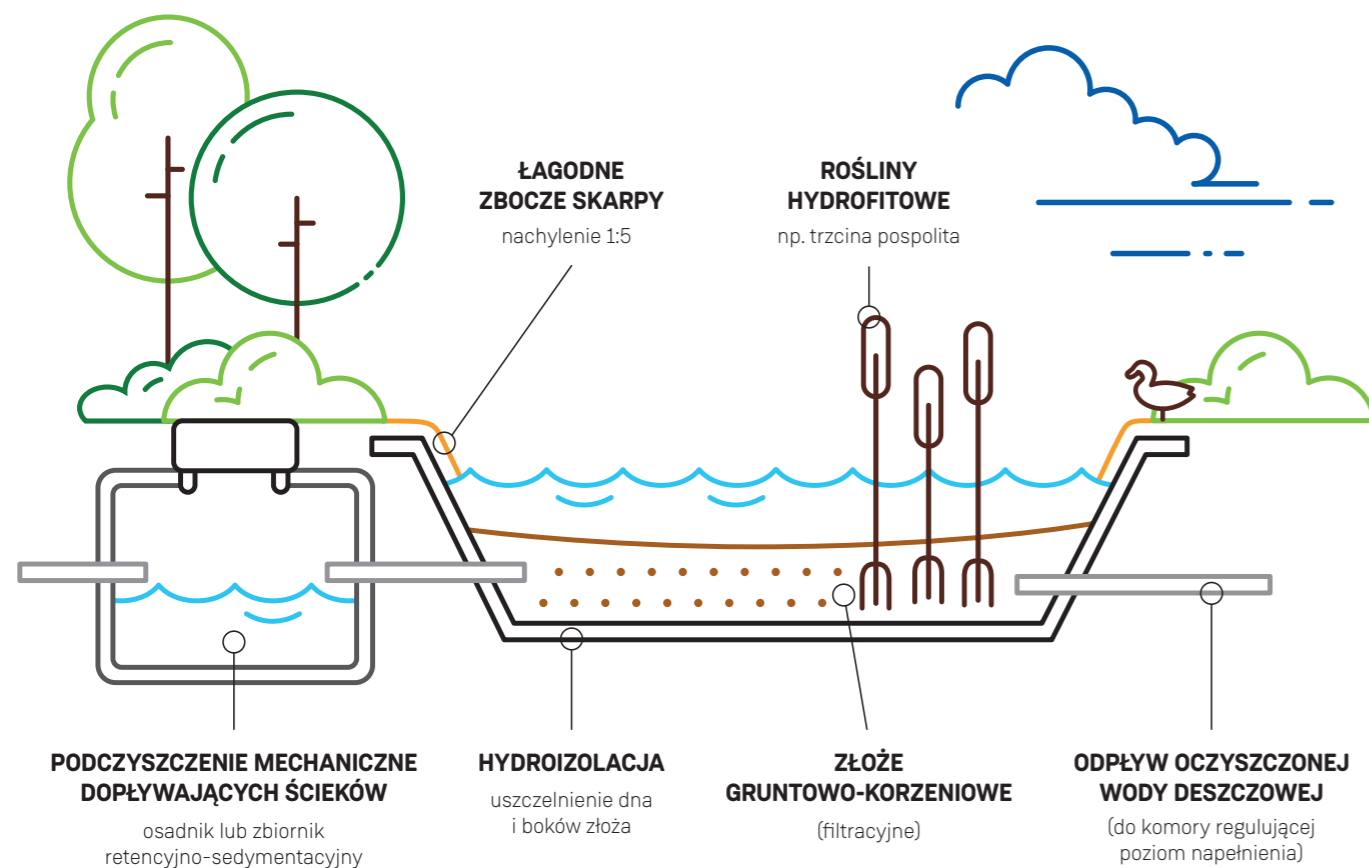 ŁAGODNE
ZBOCZE SKARPY
nachylenie 1:5
ROŚLINY
HYDROFITOWE
np. trzcina pospolita
PODCZYSZCZENIE MECHANICZNE
DOPŁYWAJĄCYCH ŚCIEKÓW
osadnik lub zbiornik
retencyjno-sedymentacyjny
HYDROIZOLACJA
uszczelnienie dna
i boków złoża
ZŁOŻE
GRUNTOWO-KORZENIOWE
(filtracyjne)
ODPŁYW OCZYSZCZONEJ
WODY DESZCZOWEJ
(do komory regulującej
poziom napełnienia)